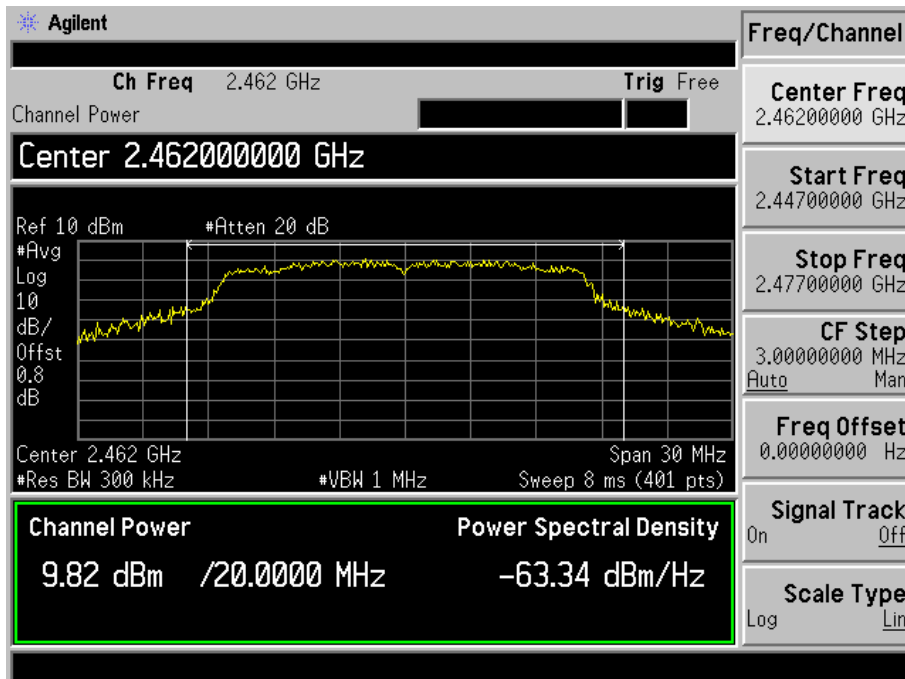 Agilent
Freq/Channel
Ch Freq 2.462 GHz Trig Free
Channel Power
Center 2.462000000 GHz
Ref 10 dBm #Atten 20 dB
#Avg
Log
10
dB/
Offst
0.8
dB
Center 2.462 GHz Span 30 MHz
#Res BW 300 kHz #VBW 1 MHz Sweep 8 ms (401 pts)
Channel Power Power Spectral Density
9.82 dBm /20.0000 MHz -63.34 dBm/Hz
Center Freq
2.46200000 GHz
Start Freq
2.44700000 GHz
Stop Freq
2.47700000 GHz
CF Step
3.00000000 MHz
Auto Man
Freq Offset
0.00000000 Hz
Signal Track
On Off
Scale Type
Log Lin